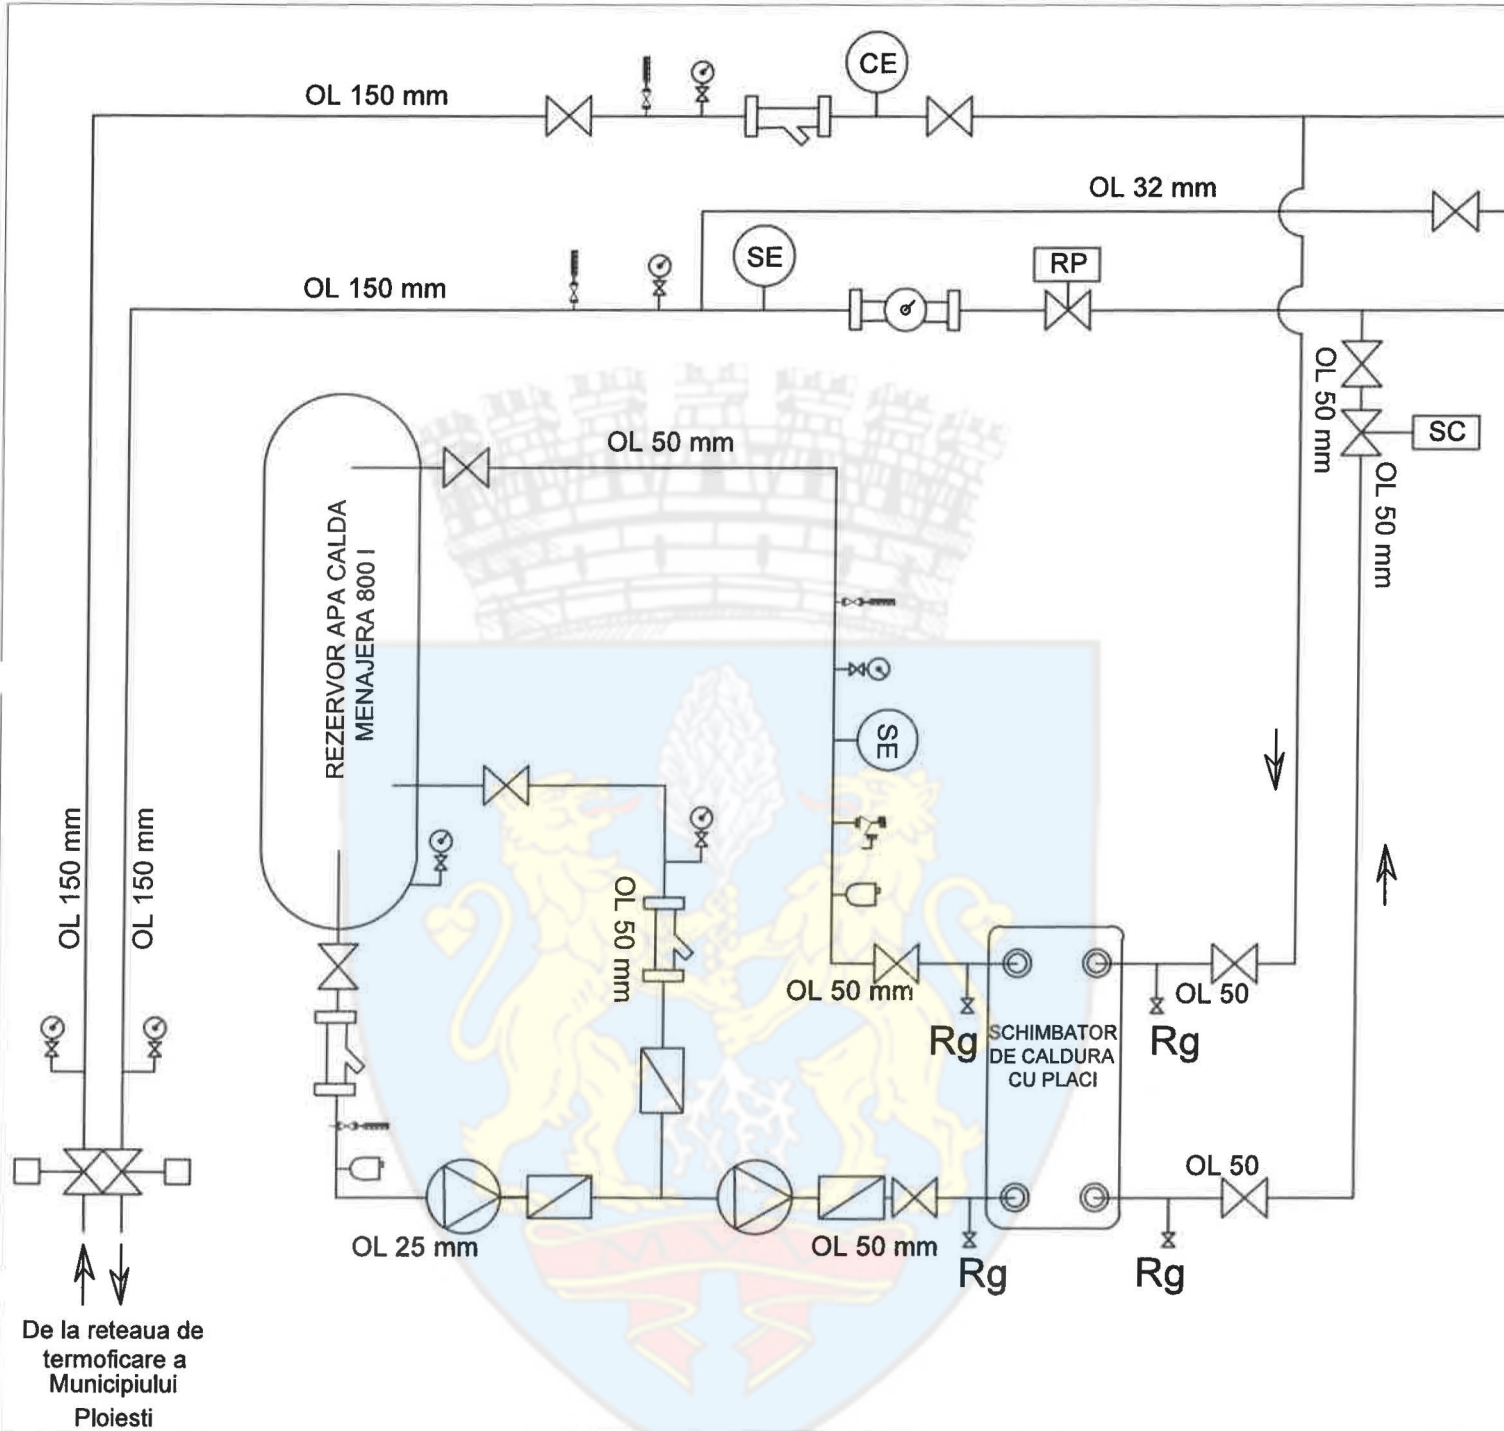 CE
OL 150 mm
OL 32 mm
SE
RP
OL 150 mm
OL 50 mm
SC
OL 50 mm
OL 50 mm
REZERVOR APA CALDA
MENAJERA 800 l
SE
OL 150 mm
OL 150 mm
OL 50 mm
OL 50 mm
OL 50
Rg
SCHIMBATOR
DE CALDURA
CU PLACI
Rg
OL 50
OL 25 mm
OL 50 mm
Rg
Rg
De la reteaua de
termoficare a
Municipiului
Ploiesti